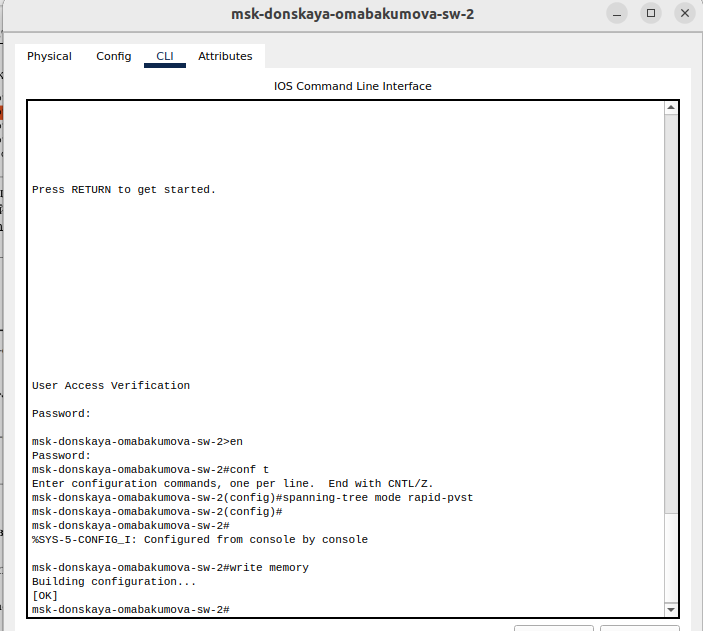 msk-donskaya-omabakumova-sw-2
Physical Config CLI Attributes
IOS Command Line Interface
Press RETURN to get started.
User Access Verification
Password:
msk-donskaya-omabakumova-sw-2>en
Password:
msk-donskaya-omabakumova-sw-2#conf t
Enter configuration commands, one per line.  End with CNTL/Z.
msk-donskaya-omabakumova-sw-2(config)#spanning-tree mode rapid-pvst
msk-donskaya-omabakumova-sw-2(config)#
msk-donskaya-omabakumova-sw-2#
%SYS-5-CONFIG_I: Configured from console by console
msk-donskaya-omabakumova-sw-2#write memory
Building configuration...
[OK]
msk-donskaya-omabakumova-sw-2#